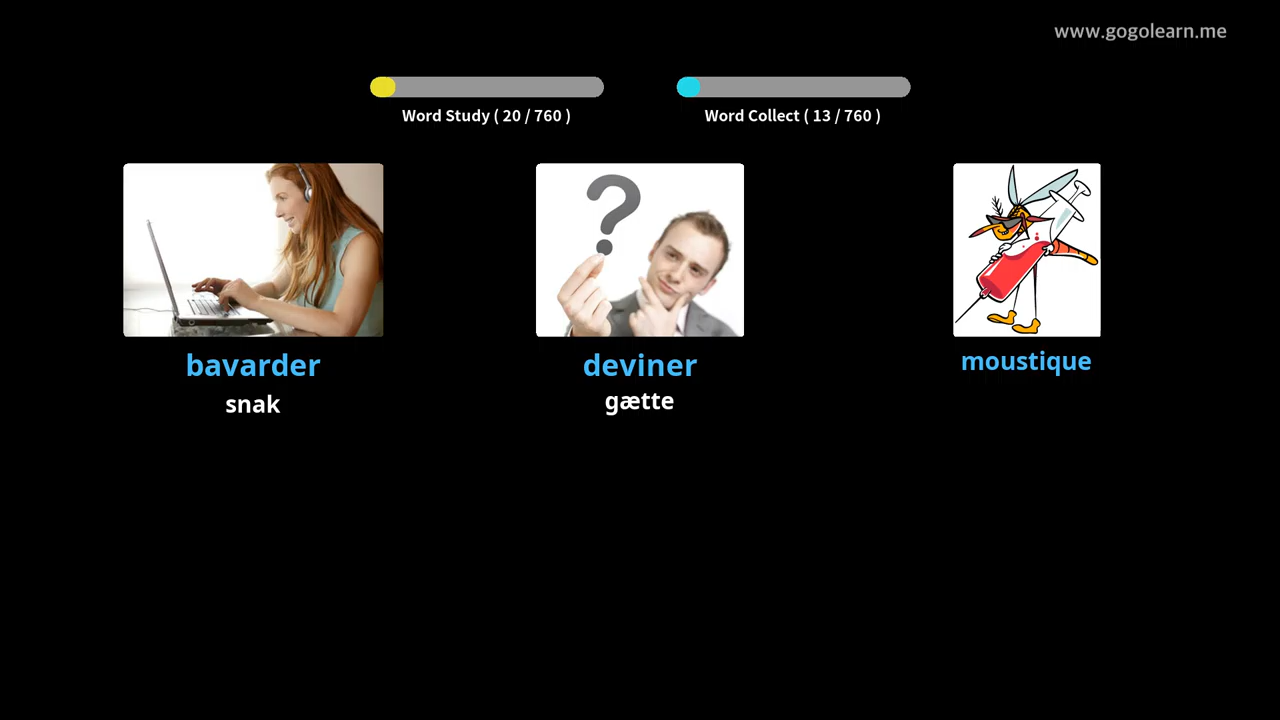 www.gogolearn.me
Word Study ( 20 / 760 )
Word Collect ( 13 / 760 )
?
bavarder
snak
deviner
gætte
moustique